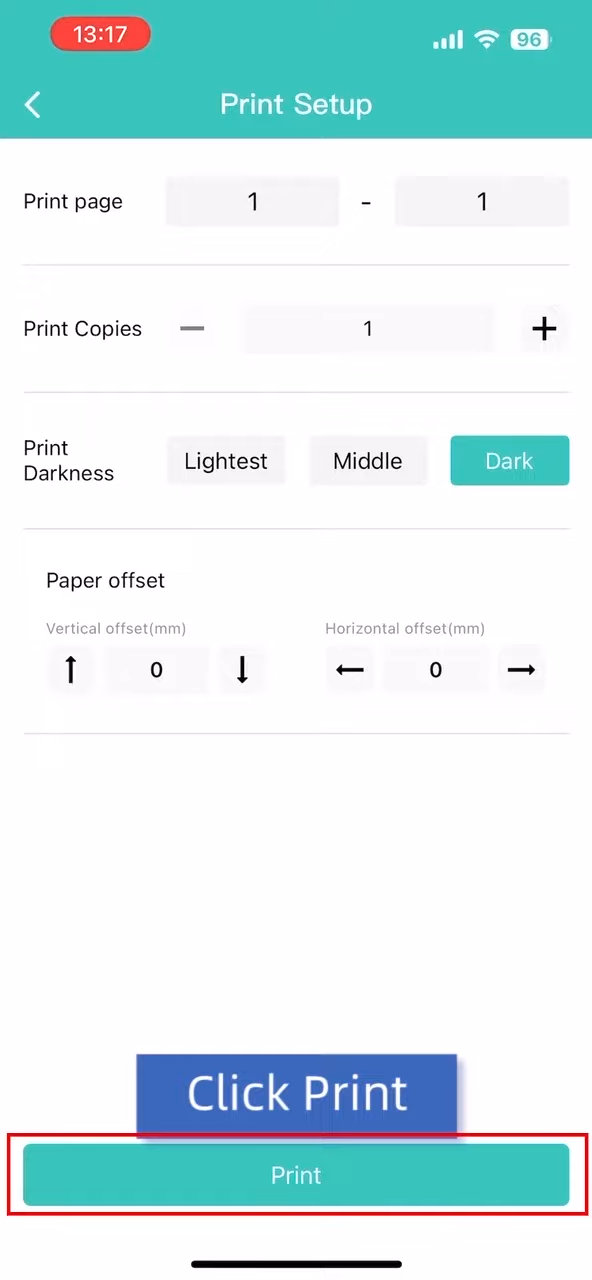 13:17
96
Print Setup
Print page
1
-
1
Print Copies
1
Print
Darkness
Lightest
Middle
Dark
Paper offset
Vertical offset(mm)
Horizontal offset(mm)
0
0
Click Print
Print